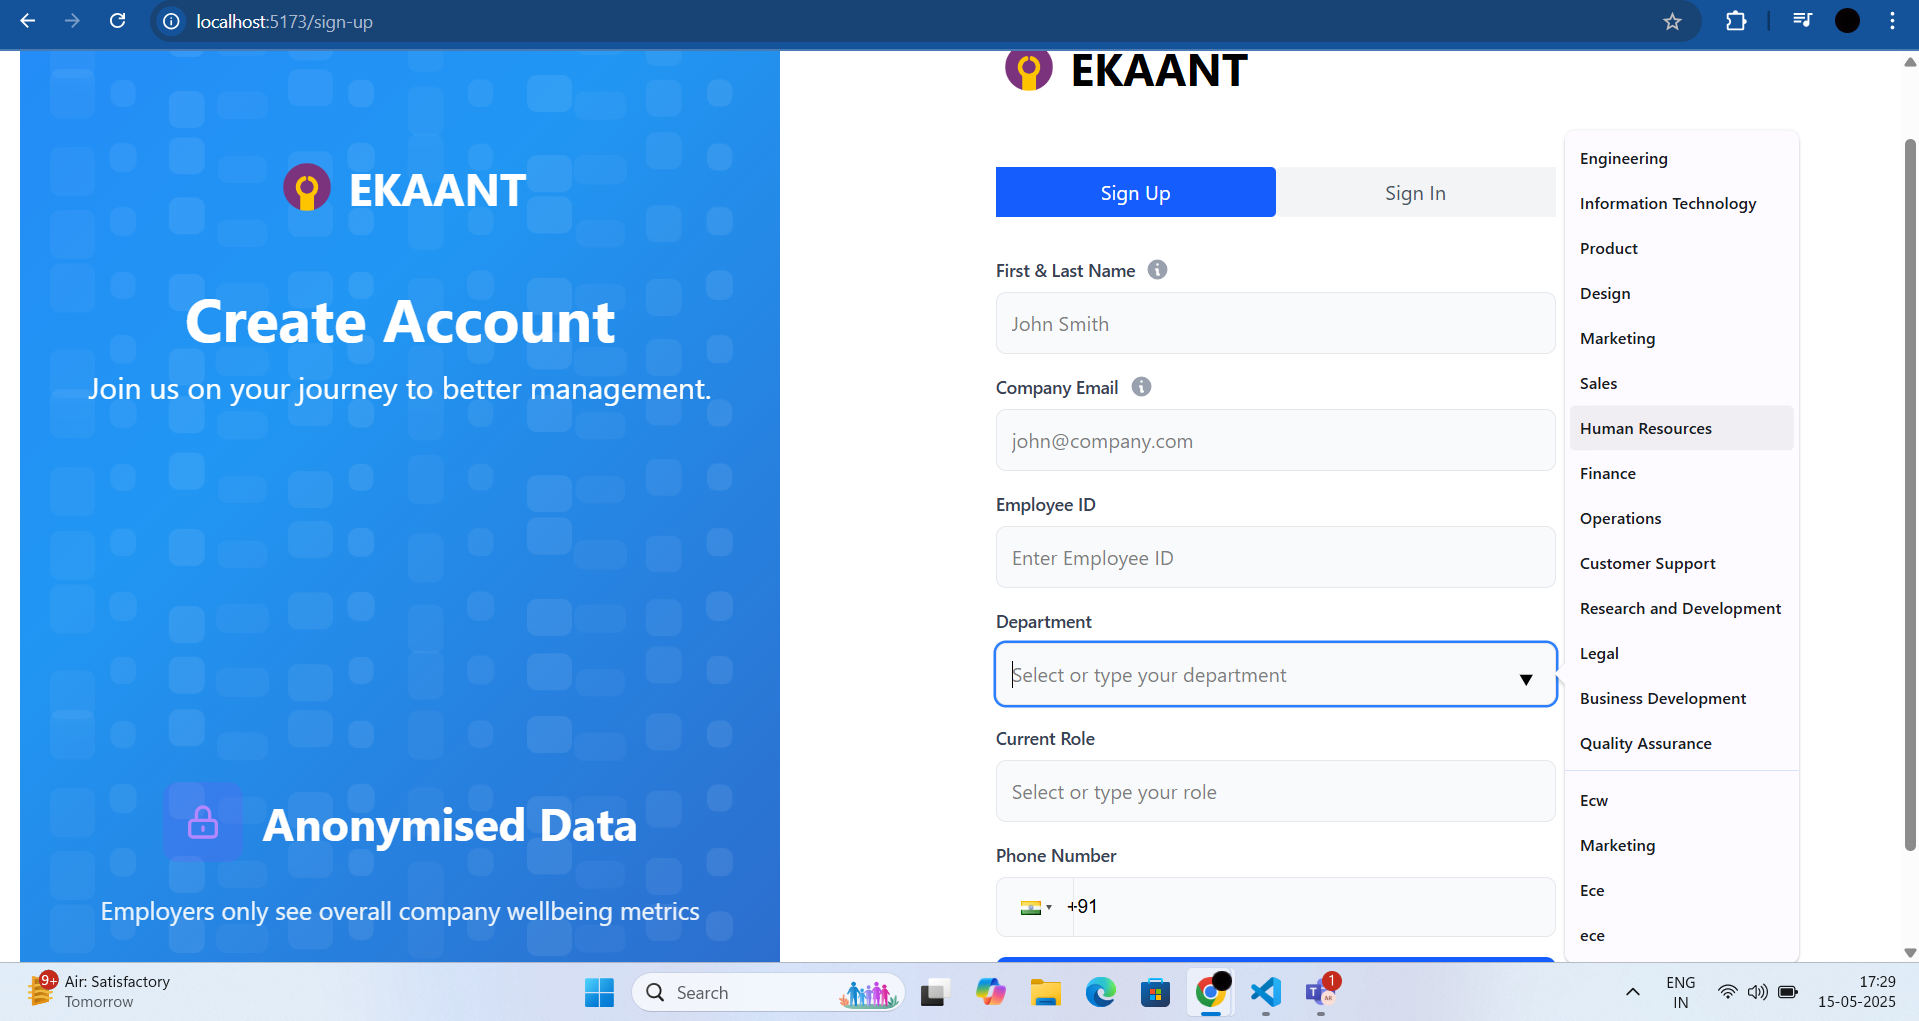 localhost:5173/sign-up
EKAANT
Create Account
Join us on your journey to better management.
Anonymised Data
Employers only see overall company wellbeing metrics
EKAANT
Sign Up
Sign In
First & Last Name
John Smith
Company Email
john@company.com
Employee ID
Enter Employee ID
Department
Select or type your department
Current Role
Select or type your role
Phone Number
+91
Engineering
Information Technology
Product
Design
Marketing
Sales
Human Resources
Finance
Operations
Customer Support
Research and Development
Legal
Business Development
Quality Assurance
Ecw
Marketing
Ece
ece
9+
Air: Satisfactory
Tomorrow
Search
1
ENG
IN
17:29
15-05-2025